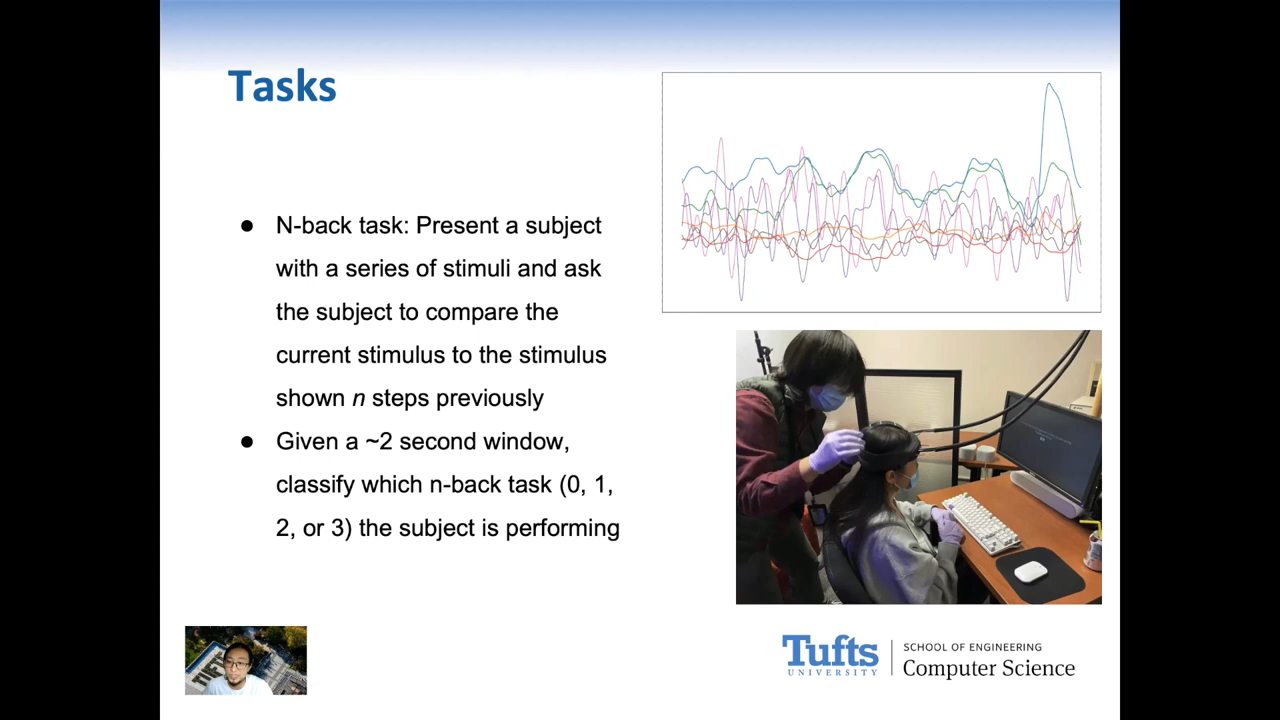 Tasks
● N-back task: Present a subject
with a series of stimuli and ask
the subject to compare the
current stimulus to the stimulus
shown n steps previously
● Given a ~2 second window,
classify which n-back task (0, 1,
2, or 3) the subject is performing
Tufts
UNIVERSITY
SCHOOL OF ENGINEERING
Computer Science